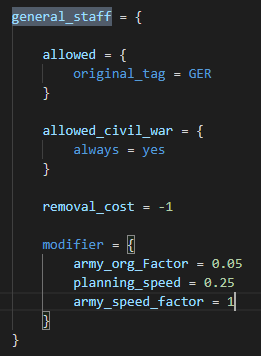 general_staff = {
allowed = {
original_tag = GER
}
allowed_civil_war = {
always = yes
}
removal_cost = -1
modifier = {
army_org_Factor = 0.05
planning_speed = 0.25
army_speed_factor = 1
}
}